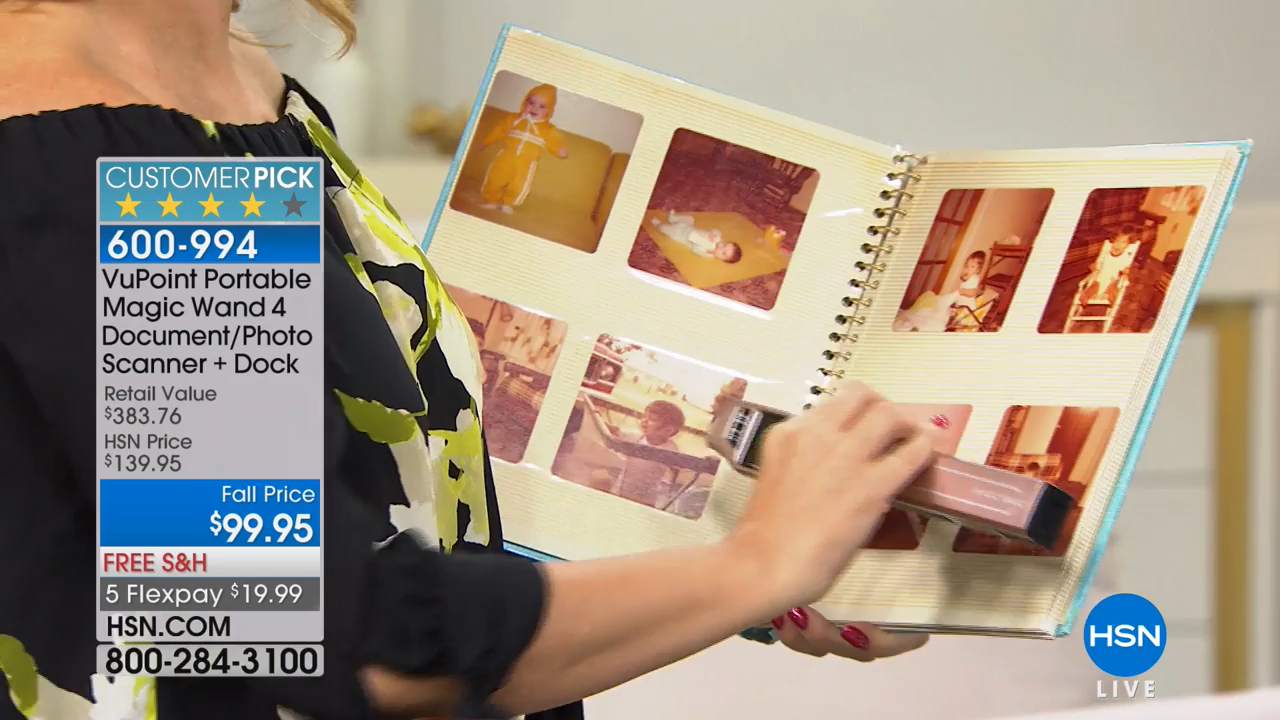 CUSTOMER PICK
600-994
VuPoint Portable
Magic Wand 4
Document/Photo
Scanner + Dock
Retail Value
$383.76
HSN Price
$139.95
Fall Price
$99.95
FREE S&H
5 Flexpay $19.99
HSN.COM
800-284-3100
HSN
LIVE